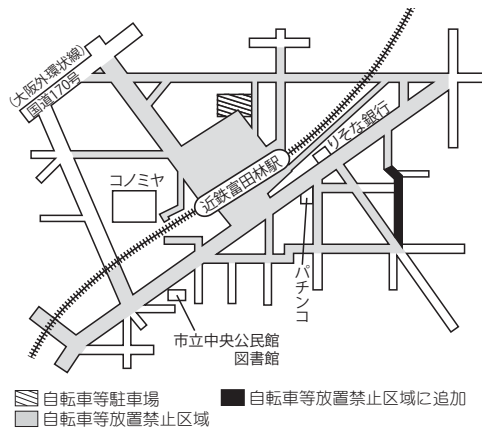 (大阪外環状線)
国道170号
りそな銀行
近鉄富田林駅
コノミヤ
パチンコ
市立中央公民館
図書館
自転車等駐車場
自転車等放置禁止区域に追加
自転車等放置禁止区域